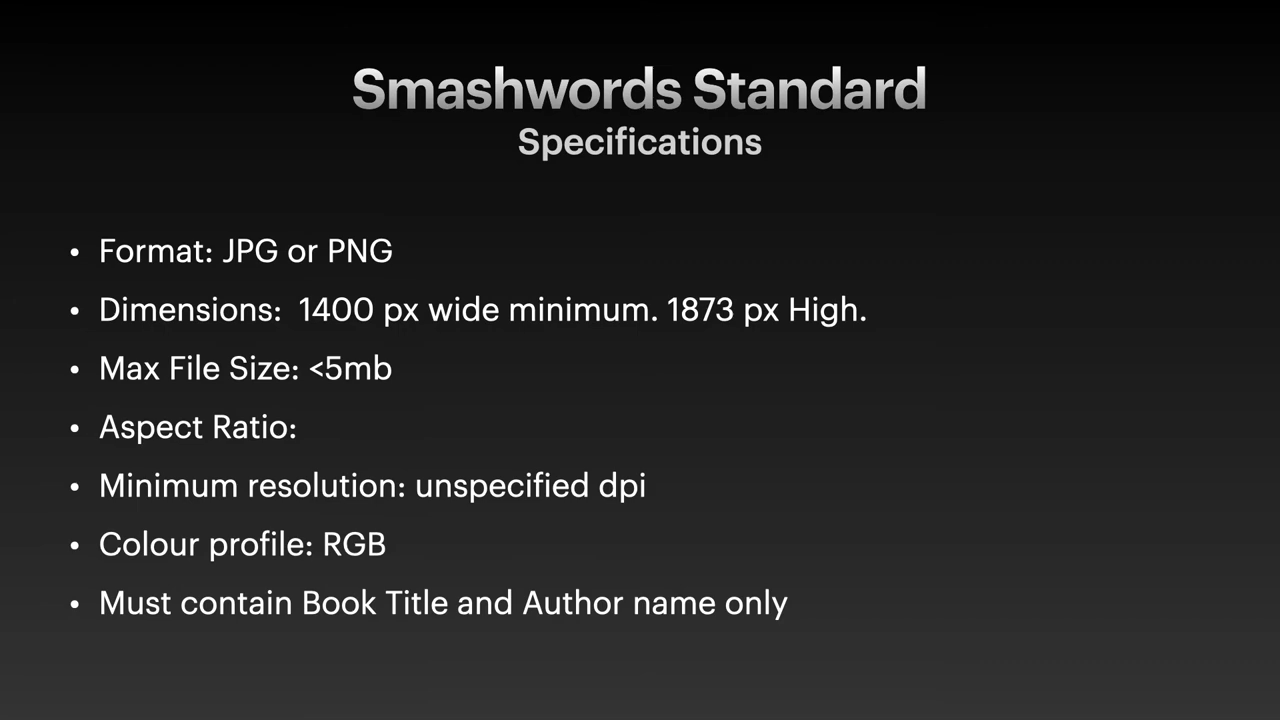 Smashwords Standard
Specifications
• Format: JPG or PNG
• Dimensions:  1400 px wide minimum. 1873 px High.
• Max File Size: <5mb
• Aspect Ratio:
• Minimum resolution: unspecified dpi
• Colour profile: RGB
• Must contain Book Title and Author name only